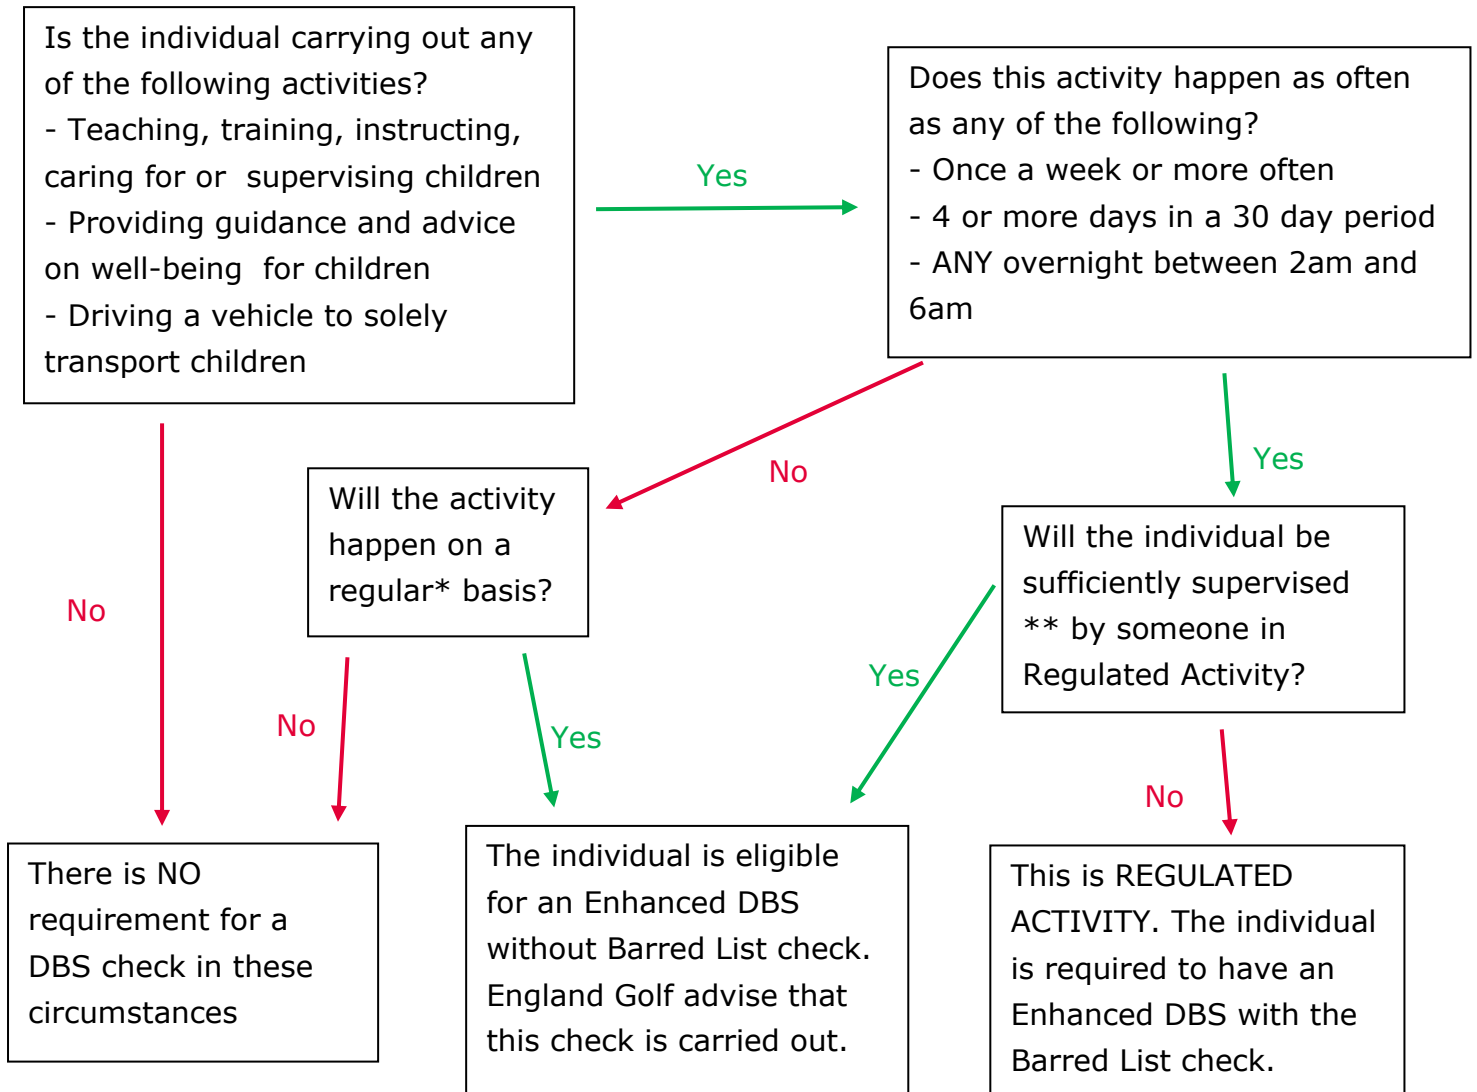 Is the individual carrying out any
of the following activities?
- Teaching, training, instructing,
caring for or supervising children
- Providing guidance and advice
on well-being for children
- Driving a vehicle to solely
transport children
Yes
Does this activity happen as often
as any of the following?
- Once a week or more often
- 4 or more days in a 30 day period
- ANY overnight between 2am and
6am
No
No
Yes
Will the activity
happen on a
regular* basis?
Will the individual be
sufficiently supervised
** by someone in
Regulated Activity?
No
Yes
Yes
No
There is NO
requirement for a
DBS check in these
circumstances
The individual is eligible
for an Enhanced DBS
without Barred List check.
England Golf advise that
this check is carried out.
This is REGULATED
ACTIVITY. The individual
is required to have an
Enhanced DBS with the
Barred List check.